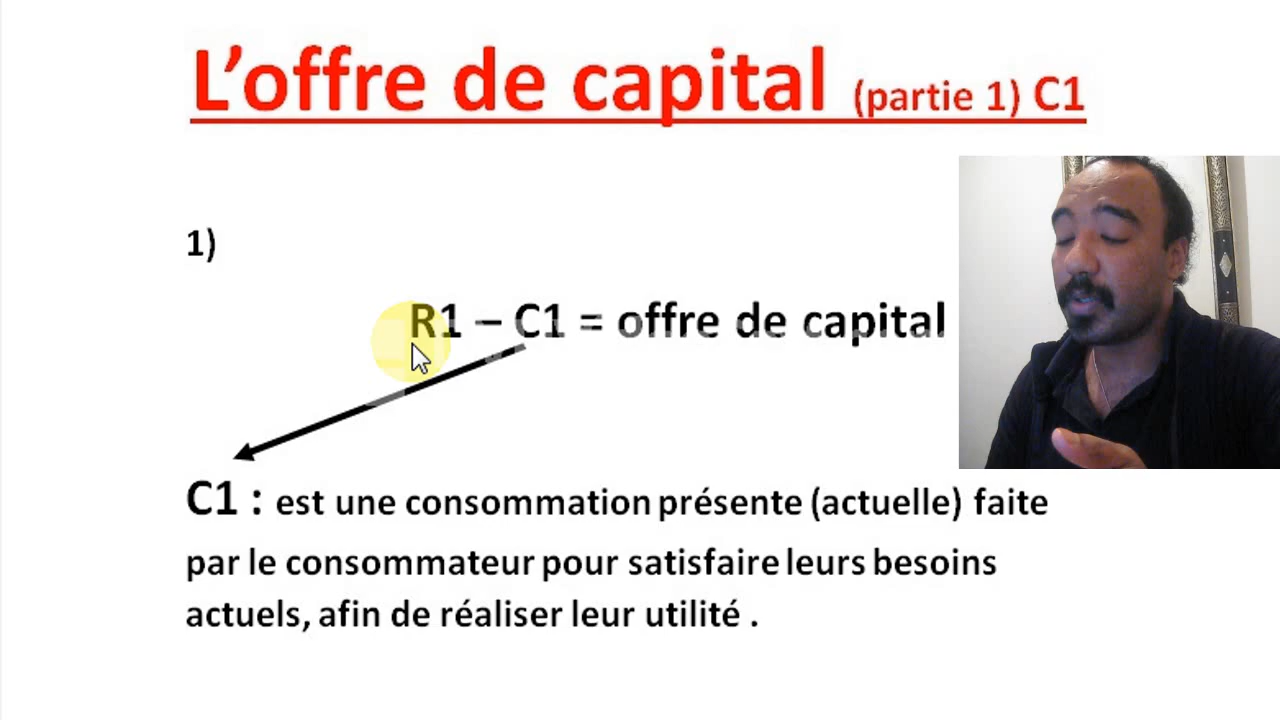 L'offre de capital (partie 1) C1
1)
R1 – C1 = offre de capital
C1 : est une consommation présente (actuelle) faite
par le consommateur pour satisfaire leurs besoins
actuels, afin de réaliser leur utilité .